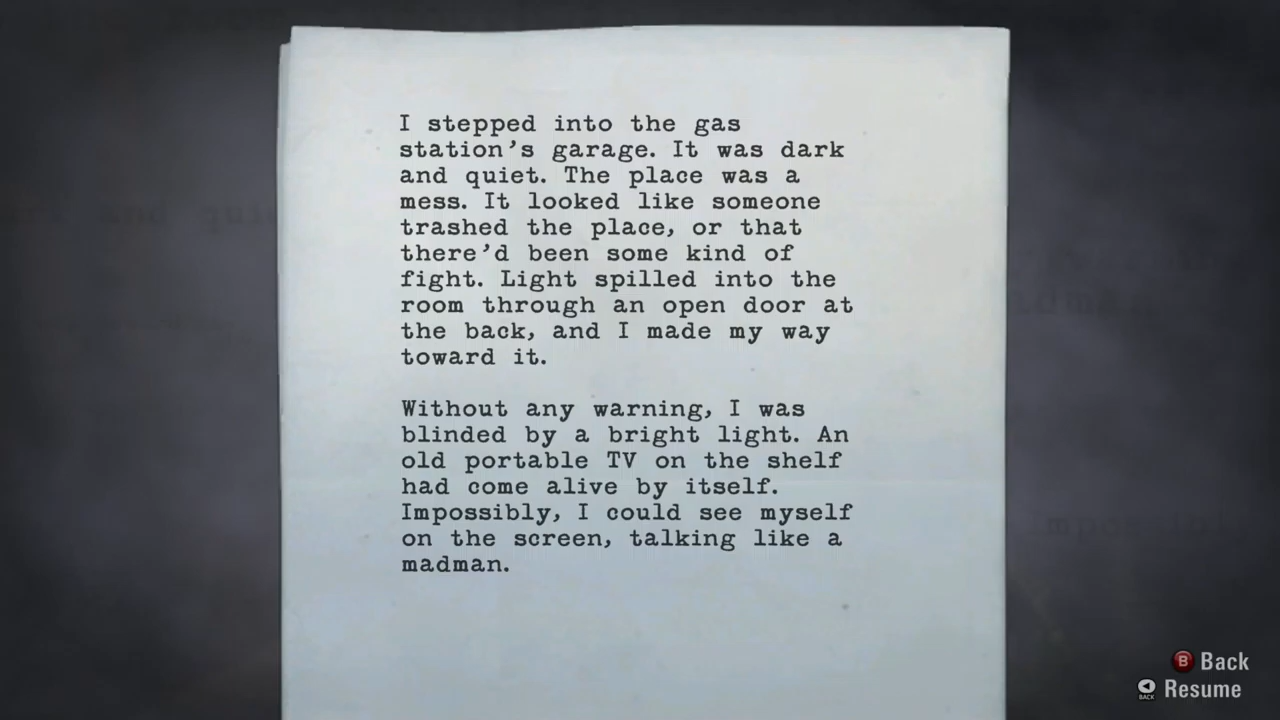 I stepped into the gas
station’s garage. It was dark
and quiet. The place was a
mess. It looked like someone
trashed the place, or that
there’d been some kind of
fight. Light spilled into the
room through an open door at
the back, and I made my way
toward it.
Without any warning, I was
blinded by a bright light. An
old portable TV on the shelf
had come alive by itself.
Impossibly, I could see myself
on the screen, talking like a
madman.
B Back
BACK Resume